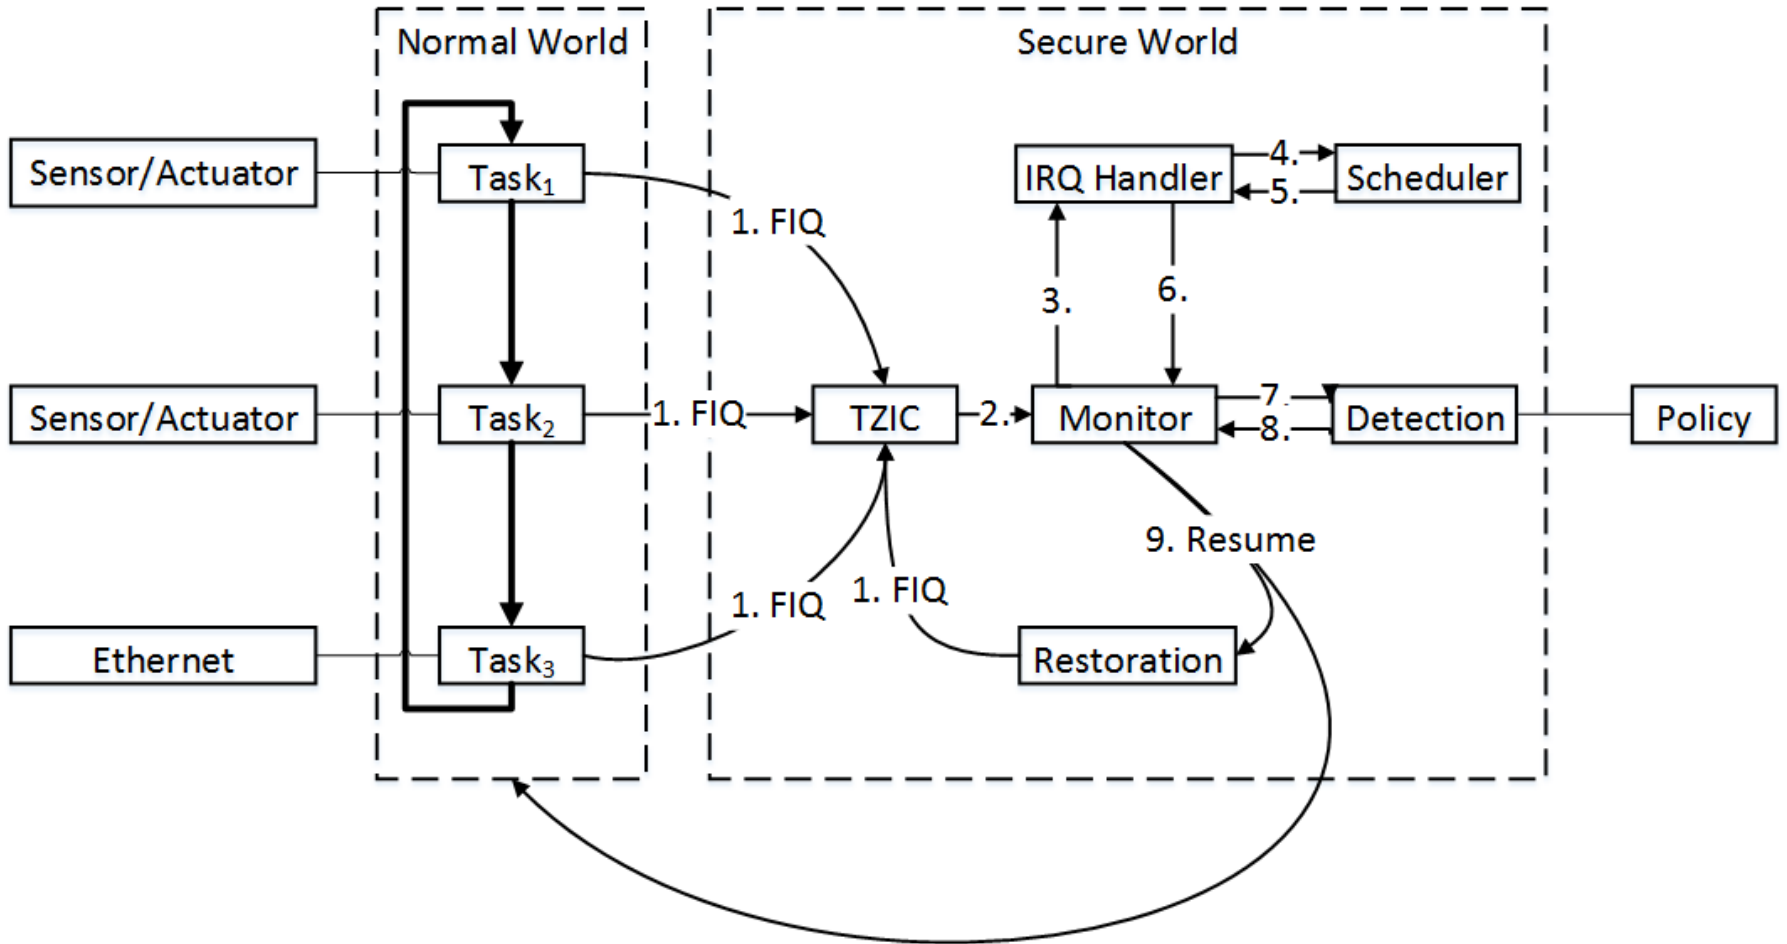 Normal World
Secure World
Sensor/Actuator
Task1
1. FIQ
IRQ Handler
4.
5.
Scheduler
3.
6.
Sensor/Actuator
Task2
1. FIQ
TZIC
2.
Monitor
7.
8.
Detection
Policy
9. Resume
1. FIQ
1. FIQ
Ethernet
Task3
Restoration